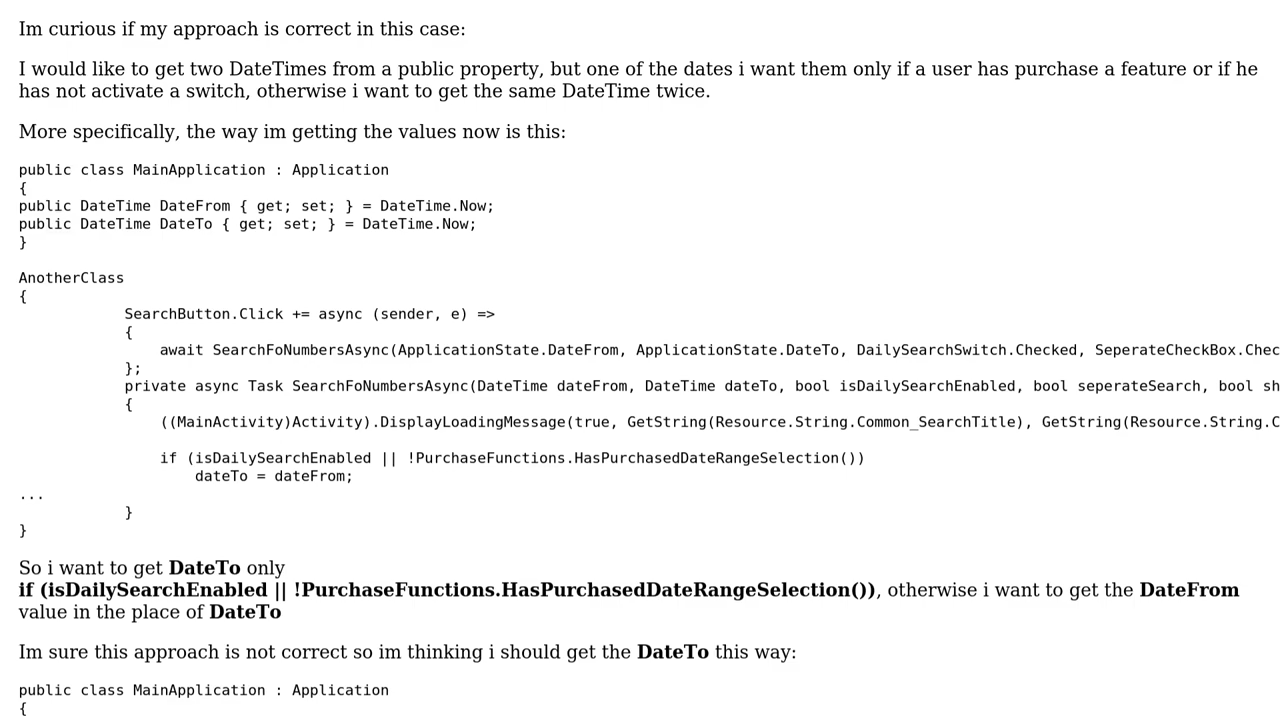 Im curious if my approach is correct in this case:
I would like to get two DateTimes from a public property, but one of the dates i want them only if a user has purchase a feature or if he
has not activate a switch, otherwise i want to get the same DateTime twice.
More specifically, the way im getting the values now is this:
public class MainApplication : Application
{
public DateTime DateFrom { get; set; } = DateTime.Now;
public DateTime DateTo { get; set; } = DateTime.Now;
}
AnotherClass
{
SearchButton.Click += async (sender, e) =>
{
await SearchFoNumbersAsync(ApplicationState.DateFrom, ApplicationState.DateTo, DailySearchSwitch.Checked, SeperateCheckBox.Chec
};
private async Task SearchFoNumbersAsync(DateTime dateFrom, DateTime dateTo, bool isDailySearchEnabled, bool seperateSearch, bool sh
{
((MainActivity)Activity).DisplayLoadingMessage(true, GetString(Resource.String.Common_SearchTitle), GetString(Resource.String.C
if (isDailySearchEnabled || !PurchaseFunctions.HasPurchasedDateRangeSelection())
dateTo = dateFrom;
...
}
}
So i want to get DateTo only
if (isDailySearchEnabled || !PurchaseFunctions.HasPurchasedDateRangeSelection()), otherwise i want to get the DateFrom
value in the place of DateTo
Im sure this approach is not correct so im thinking i should get the DateTo this way:
public class MainApplication : Application
{